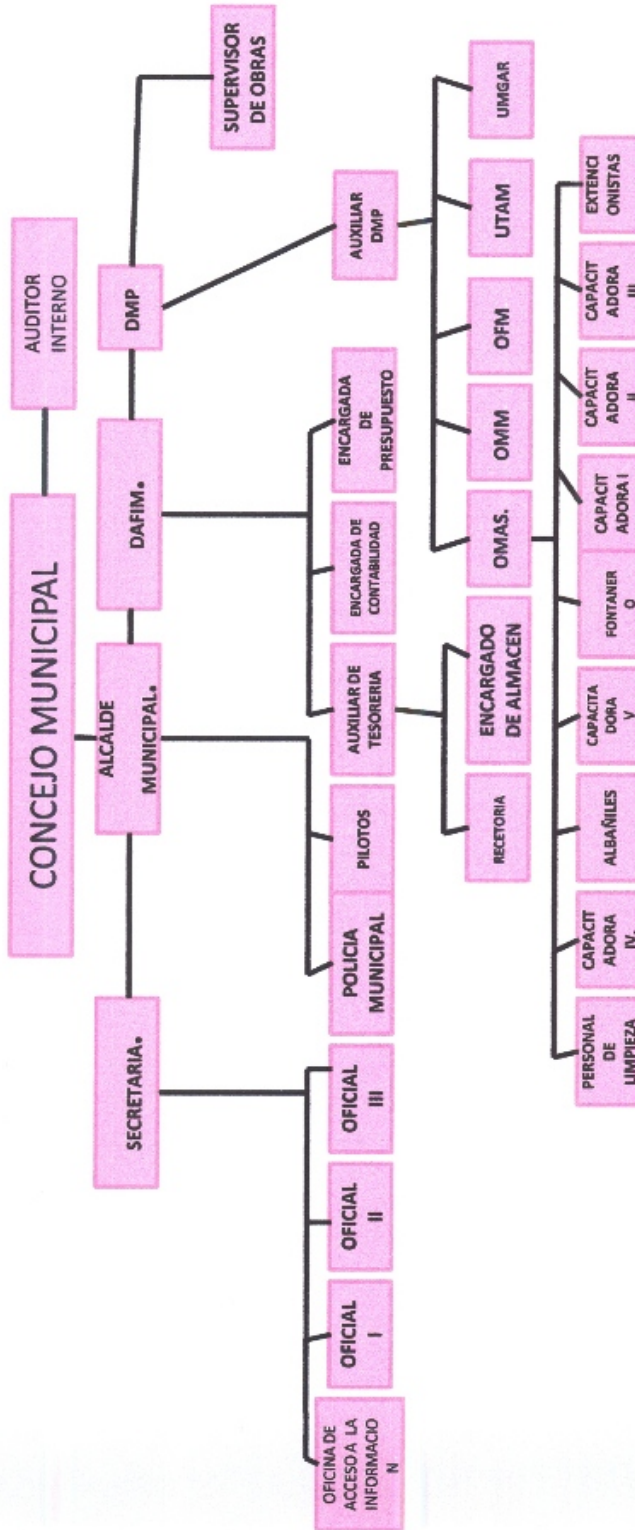 CONCEJO MUNICIPAL
AUDITOR
INTERNO
SECRETARIA.
ALCALDE
MUNICIPAL.
DAFIM.
DMP
SUPERVISOR
DE OBRAS
OFICINA DE
ACCESO A LA
INFORMACIO
N
OFICIAL
I
OFICIAL
II
OFICIAL
III
POLICIA
MUNICIPAL
PILOTOS
AUXILIAR DE
TESORERIA
ENCARGADA DE
CONTABILIDAD
ENCARGADA
DE
PRESUPUESTO
AUXILIAR
DMP
RECETORIA
ENCARGADO
DE ALMACEN
OMAS.
OMM
OFM
UTAM
UMGAR
PERSONAL
DE
LIMPIEZA
CAPACIT
ADORA
IV.
ALBAÑILES
CAPACITA
DORA
V
FONTANER
O
CAPACIT
ADORA I
CAPACIT
ADORA
II
CAPACIT
ADORA
III
EXTENCI
ONISTAS